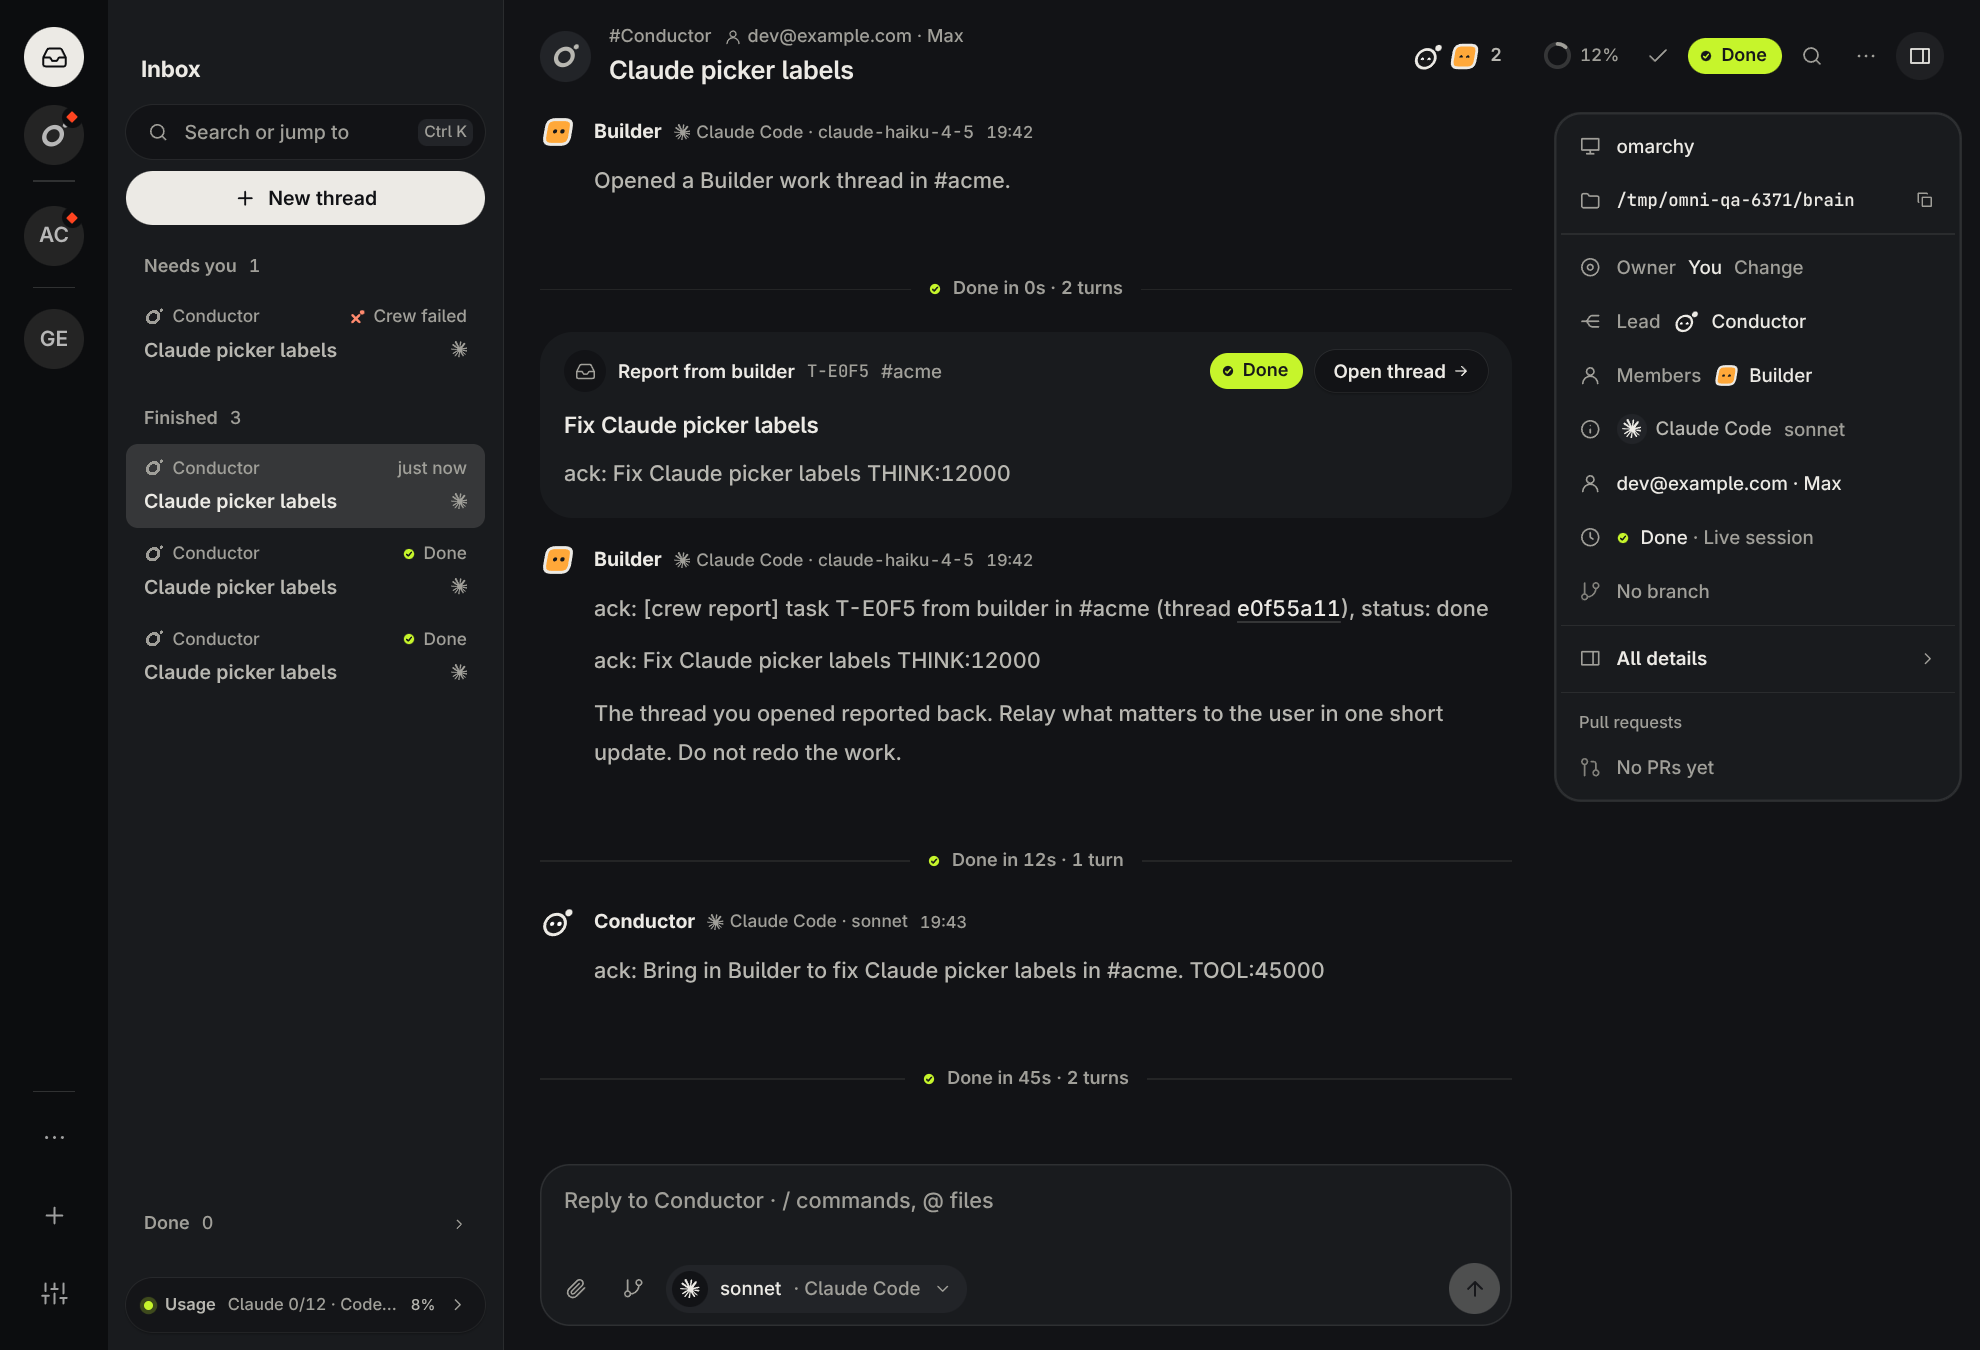 AC
GE
Inbox
Search or jump to Ctrl K
New thread
Needs you 1
Conductor Crew failed
Claude picker labels
Finished 3
Conductor just now
Claude picker labels
Conductor Done
Claude picker labels
Conductor Done
Claude picker labels
Done 0
Usage Claude 0/12 · Code... 8%
#Conductor dev@example.com · Max
Claude picker labels
2 12% Done
Builder Claude Code · claude-haiku-4-5 19:42
Opened a Builder work thread in #acme.
Done in 0s · 2 turns
Report from builder T-E0F5 #acme Done Open thread →
Fix Claude picker labels
ack: Fix Claude picker labels THINK:12000
Builder Claude Code · claude-haiku-4-5 19:42
ack: [crew report] task T-E0F5 from builder in #acme (thread e0f55a11), status: done
ack: Fix Claude picker labels THINK:12000
The thread you opened reported back. Relay what matters to the user in one short
update. Do not redo the work.
Done in 12s · 1 turn
Conductor Claude Code · sonnet 19:43
ack: Bring in Builder to fix Claude picker labels in #acme. TOOL:45000
Done in 45s · 2 turns
Reply to Conductor · / commands, @ files
sonnet · Claude Code
omarchy
/tmp/omni-qa-6371/brain
Owner You Change
Lead Conductor
Members Builder
Claude Code sonnet
dev@example.com · Max
Done · Live session
No branch
All details
Pull requests
No PRs yet